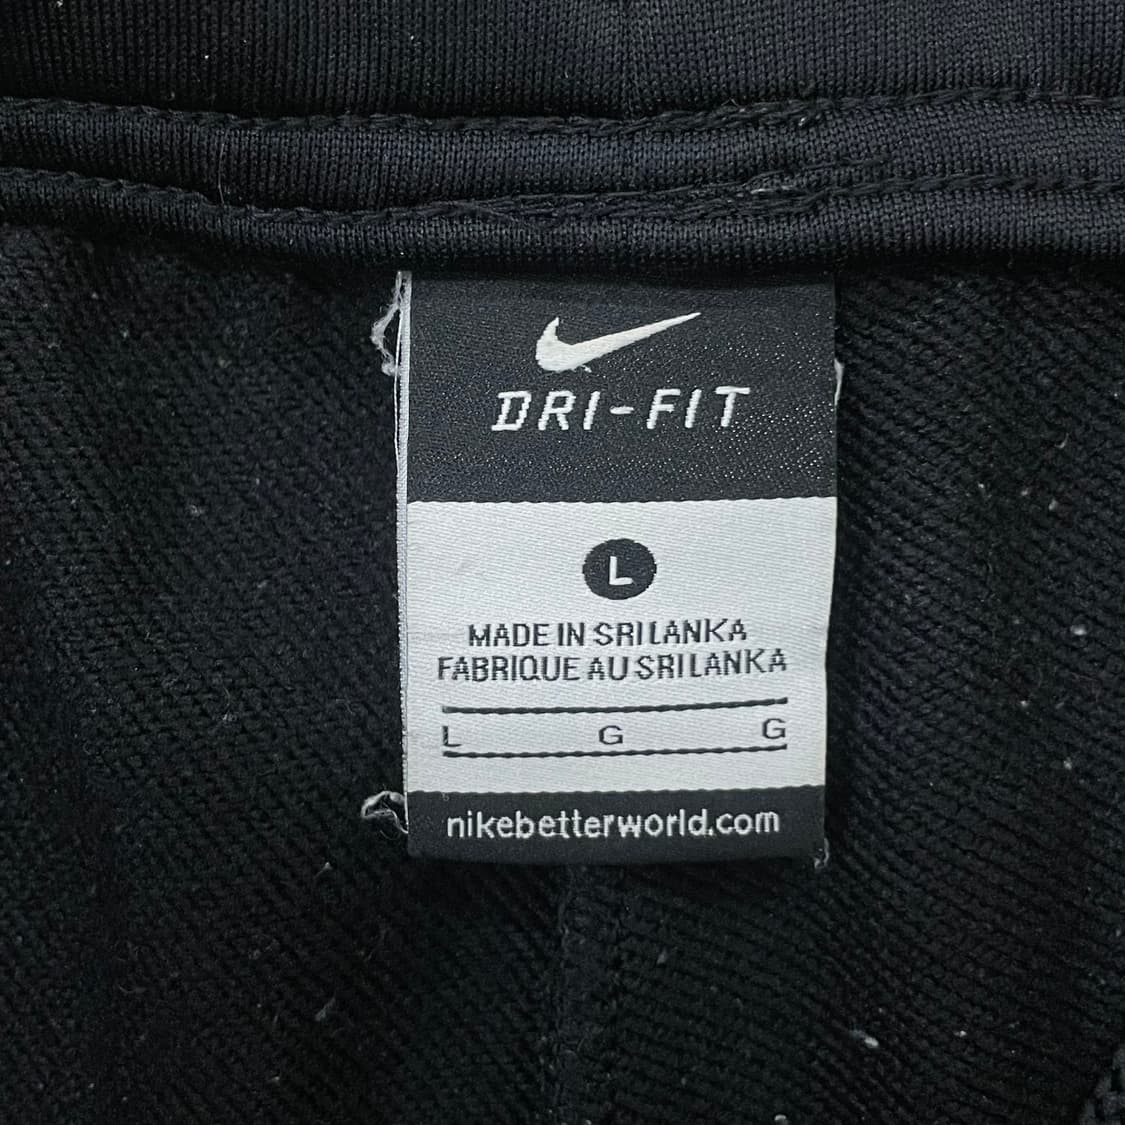 DRI-FIT
L
MADE IN SRI LANKA
FABRIQUE AU SRI LANKA
L G G
nikebetterworld.com